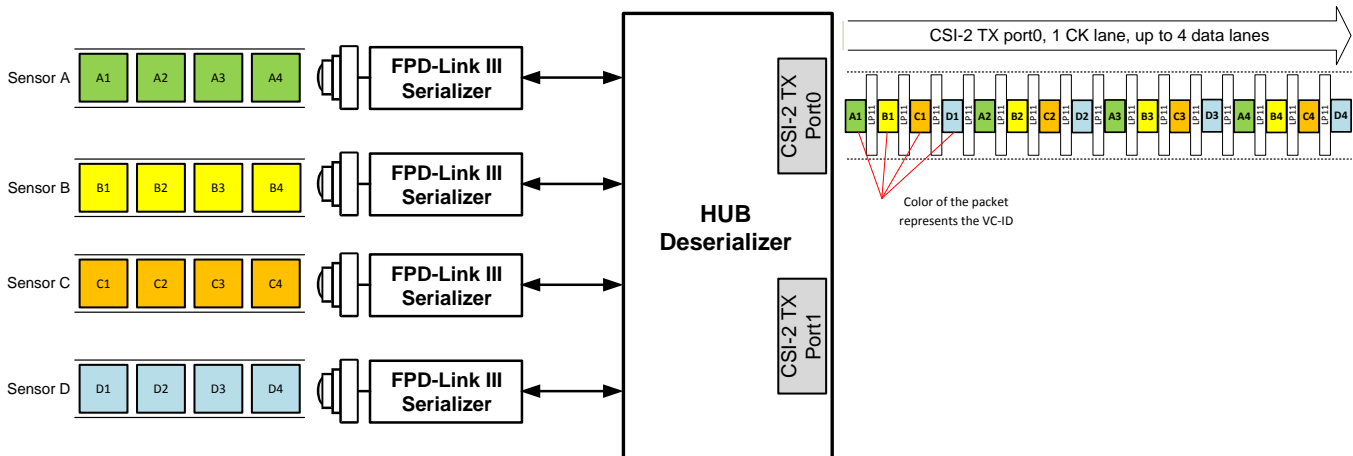 Sensor A
A1 A2 A3 A4
FPD-Link III
Serializer
Sensor B
B1 B2 B3 B4
FPD-Link III
Serializer
Sensor C
C1 C2 C3 C4
FPD-Link III
Serializer
Sensor D
D1 D2 D3 D4
FPD-Link III
Serializer
HUB
Deserializer
CSI-2 TX
Port0
CSI-2 TX
Port1
CSI-2 TX port0, 1 CK lane, up to 4 data lanes
A1 LP11 B1 LP11 C1 LP11 D1 LP11 A2 LP11 B2 LP11 C2 LP11 D2 LP11 A3 LP11 B3 LP11 C3 LP11 D3 LP11 A4 LP11 B4 LP11 C4 LP11 D4
Color of the packet
represents the VC-ID